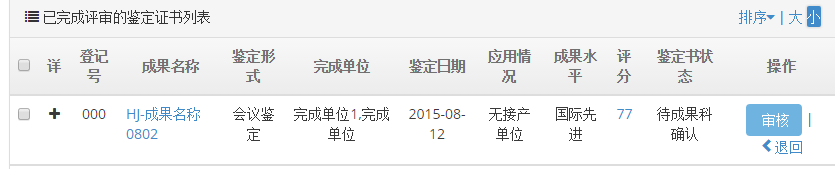 已完成评审的鉴定证书列表
排序 | 大 小
详 登记号 成果名称 鉴定形式 完成单位 鉴定日期 应用情况 成果水平 评分 鉴定书状态 操作
000 HJ-成果名称0802 会议鉴定 完成单位1,完成单位 2015-08-12 无接产单位 国际先进 77 待成果科确认 审核 |
退回